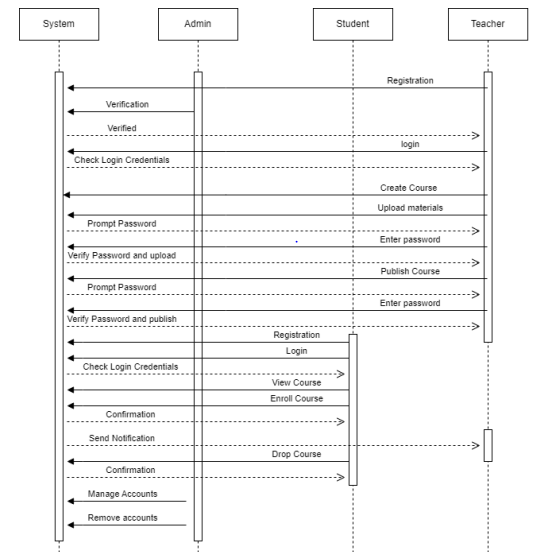 System Admin Student Teacher
Registration
Verification
Verified
login
Check Login Credentials
Create Course
Upload materials
Prompt Password
Enter password
Verify Password and upload
Publish Course
Prompt Password
Enter password
Verify Password and publish
Registration
Login
Check Login Credentials
View Course
Enroll Course
Confirmation
Send Notification
Drop Course
Confirmation
Manage Accounts
Remove accounts